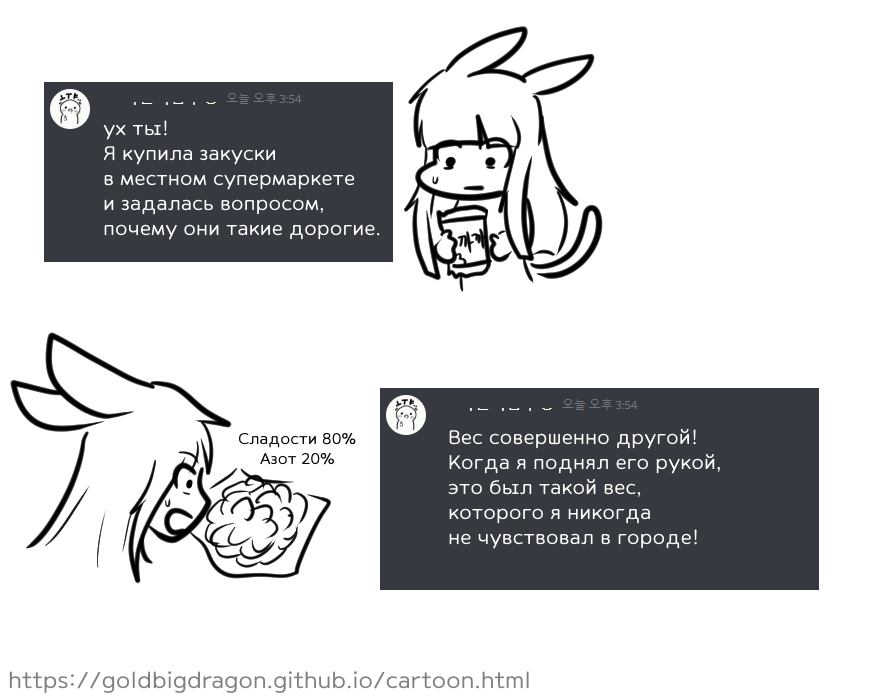 오늘 오후 3:54
ух ты!
Я купила закуски
в местном супермаркете
и задалась вопросом,
почему они такие дорогие.
까까
Сладости 80%
Азот 20%
오늘 오후 3:54
Вес совершенно другой!
Когда я поднял его рукой,
это был такой вес,
которого я никогда
не чувствовал в городе!
https://goldbigdragon.github.io/cartoon.html